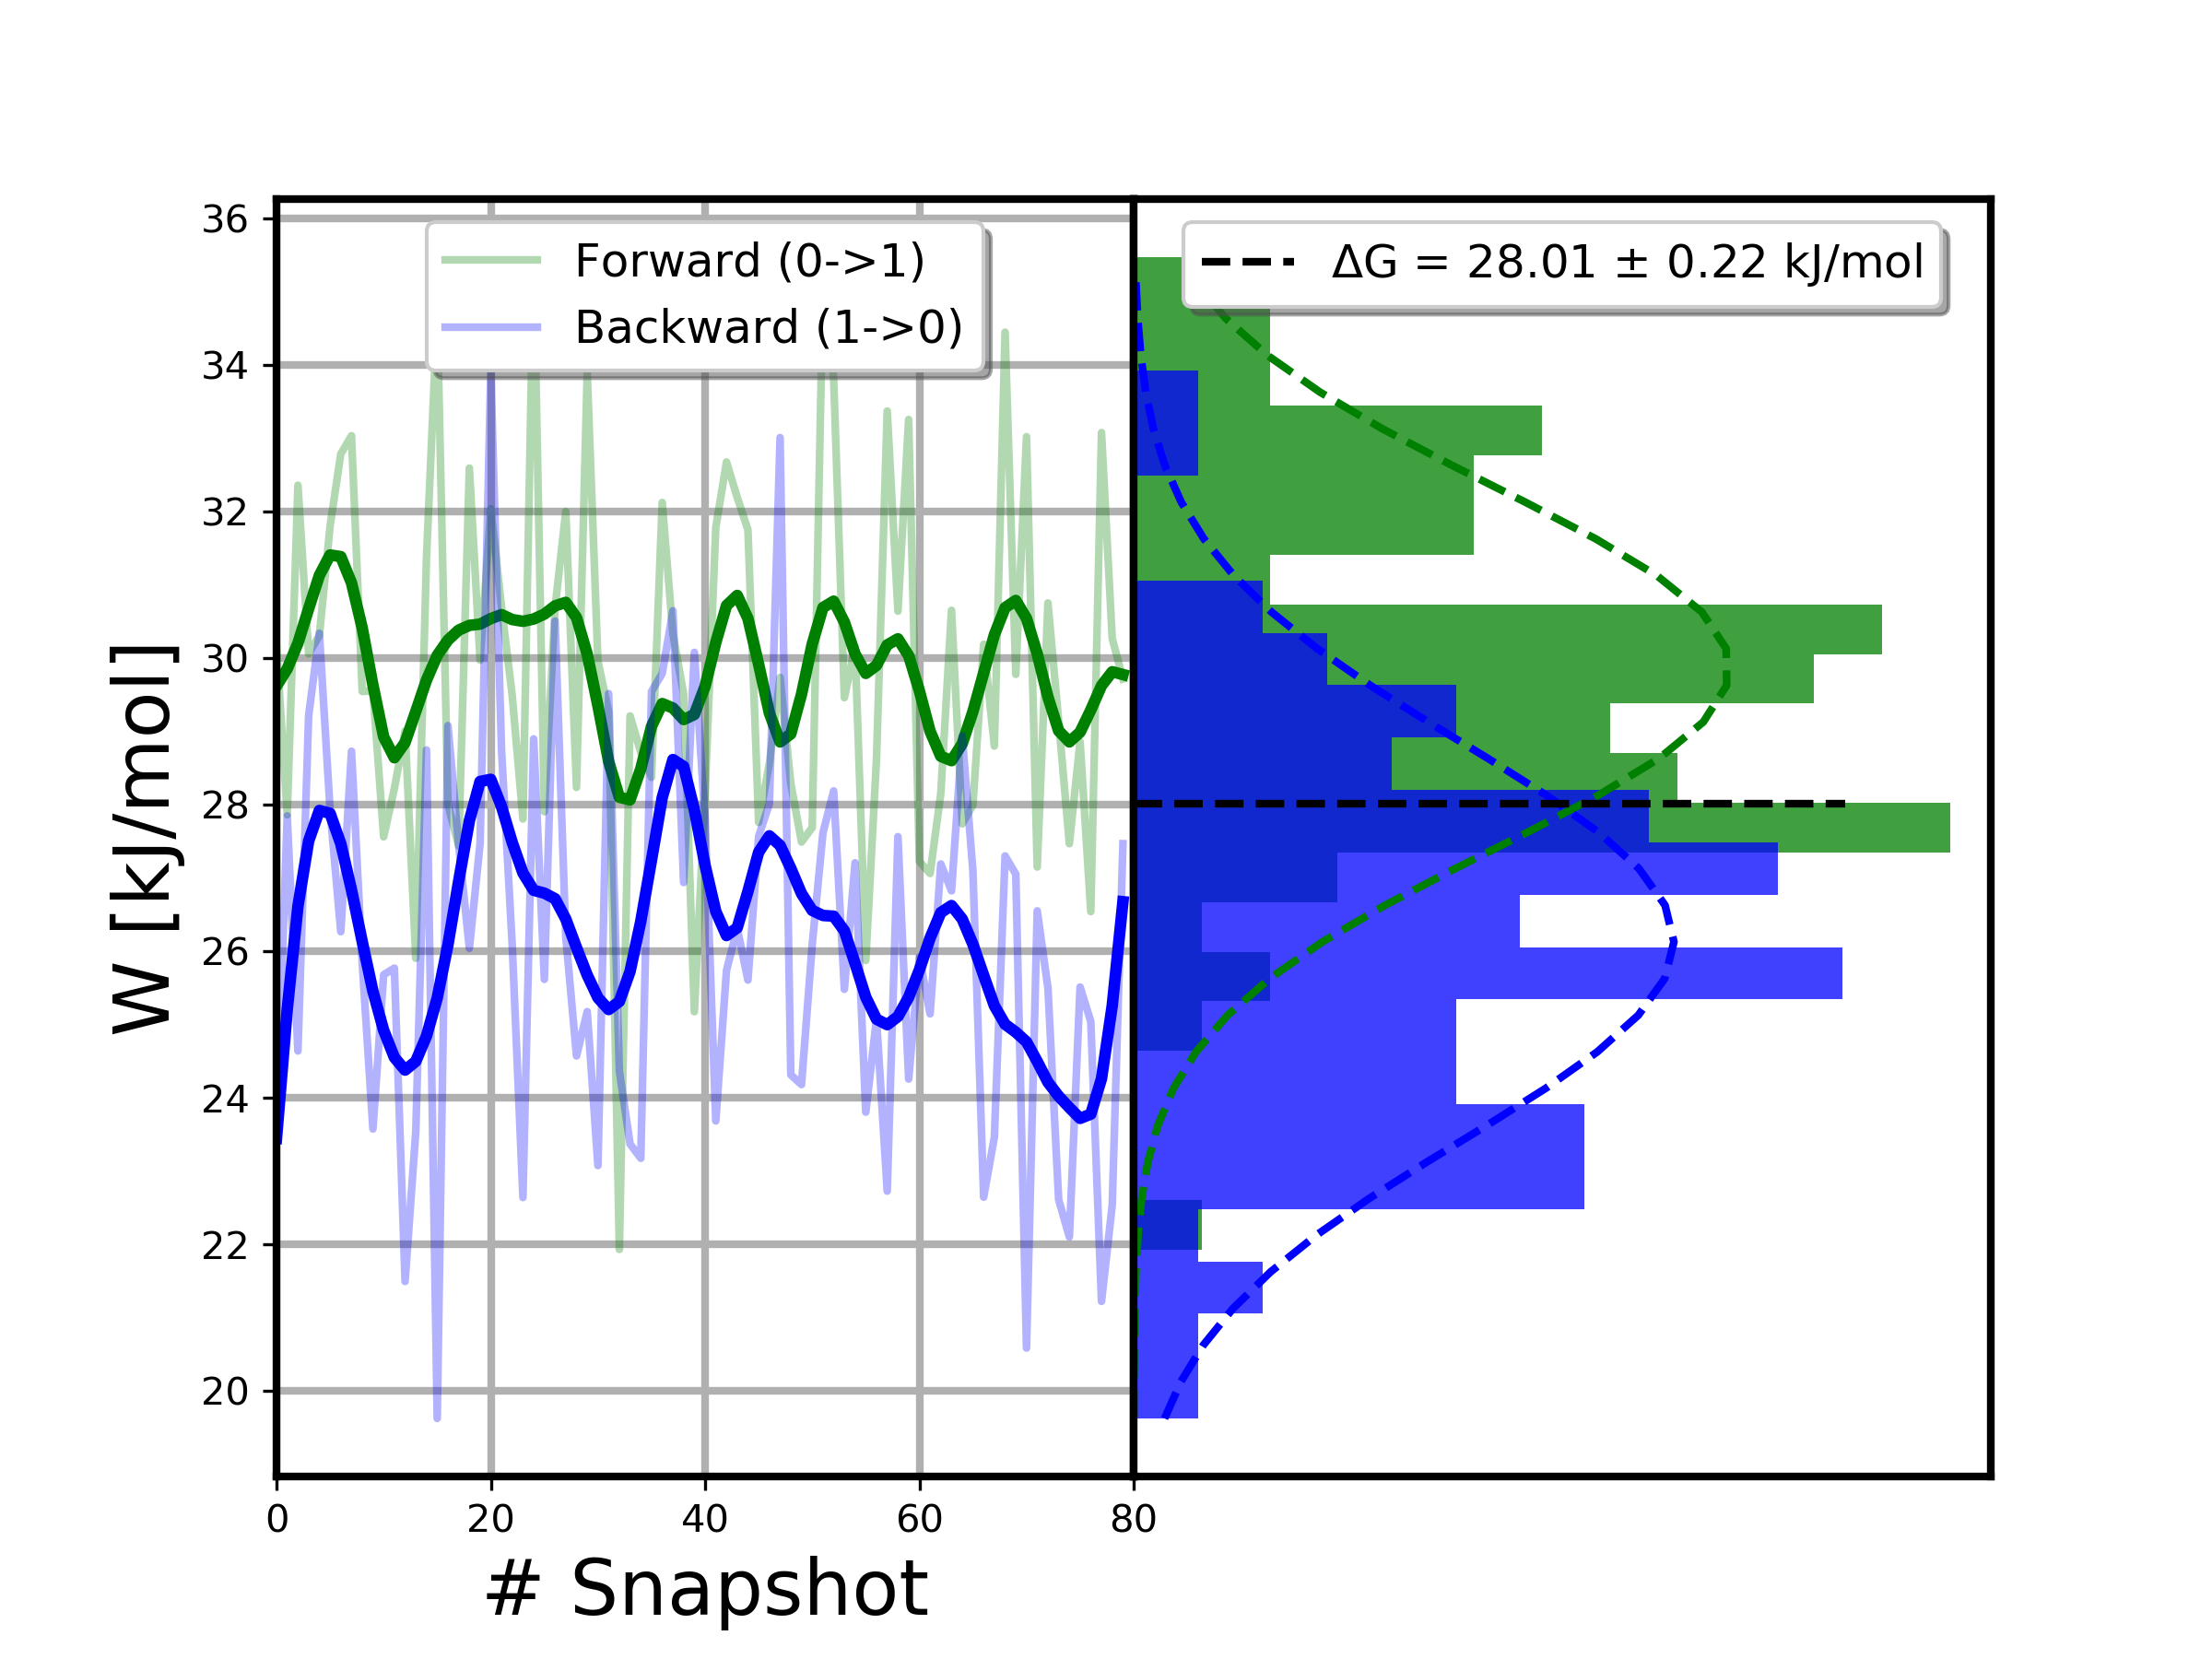 Forward (0->1)
Backward (1->0)
ΔG = 28.01 ± 0.22 kJ/mol
W [kJ/mol]
36
34
32
30
28
26
24
22
20
0 20 40 60 80
# Snapshot